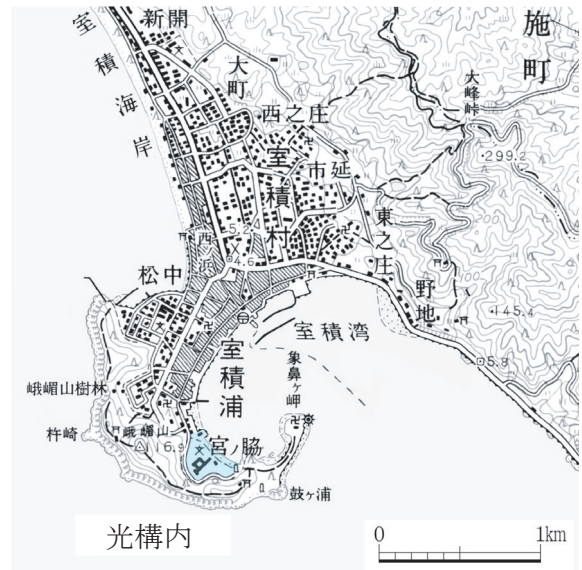 新開
室積海岸
大町
西之庄
室積村
市延
施町
大峰峠
299.2
東之庄
5.2
4.6
西浜
松中
野地
145.4
5.8
室積湾
室積浦
象鼻ヶ岬
峨嵋山樹林
杵崎
峨嵋山
116.9
宮ノ脇
鼓ヶ浦
光構内
0 1km